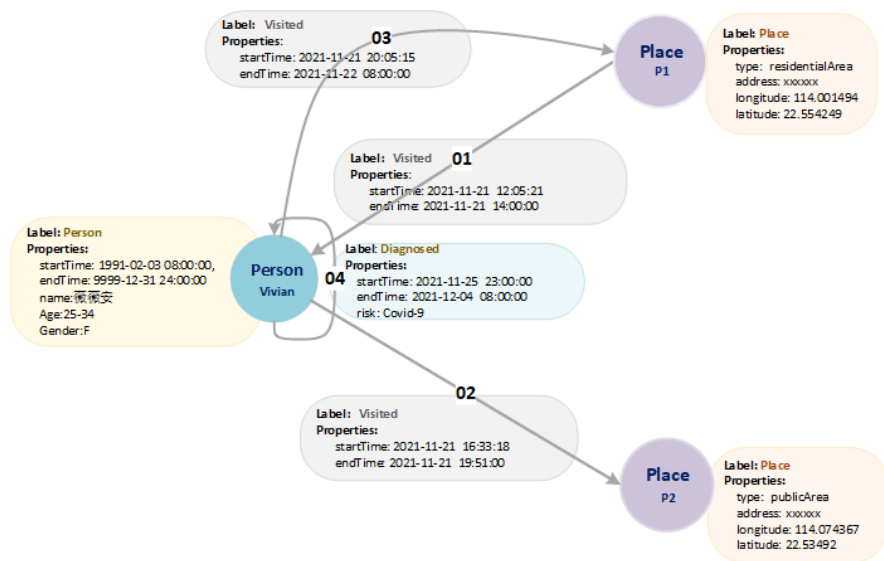 Label: Visited
Properties:
startTime: 2021-11-21 20:05:15
endTime: 2021-11-22 08:00:00
03
Place
P1
Label: Place
Properties:
type: residentialArea
address: xxxxxx
longitude: 114.001494
latitude: 22.554249
Label: Visited
Properties:
startTime: 2021-11-21 12:05:21
endTime: 2021-11-21 14:00:00
01
Label: Person
Properties:
startTime: 1991-02-03 08:00:00,
endTime: 9999-12-31 24:00:00
name:薇薇安
Age:25-34
Gender:F
Person
Vivian
04
Label: Diagnosed
Properties:
startTime: 2021-11-25 23:00:00
endTime: 2021-12-04 08:00:00
risk: Covid-9
02
Label: Visited
Properties:
startTime: 2021-11-21 16:33:18
endTime: 2021-11-21 19:51:00
Place
P2
Label: Place
Properties:
type: publicArea
address: xxxxxx
longitude: 114.074367
latitude: 22.53492